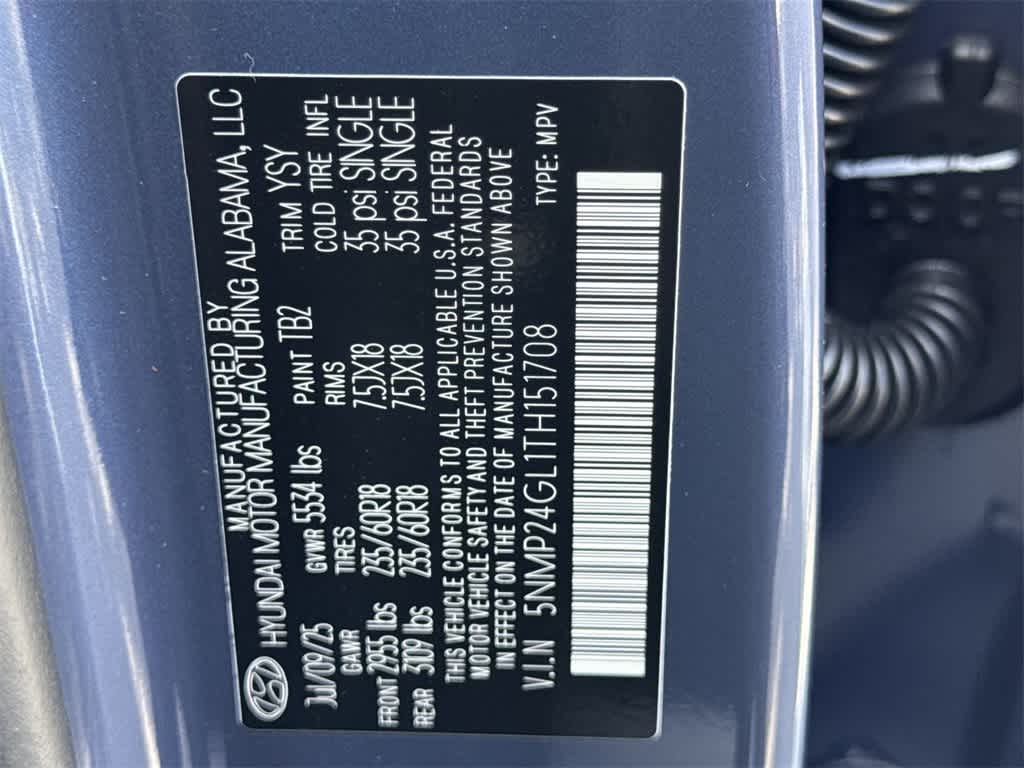 MANUFACTURED BY
HYUNDAI MOTOR MANUFACTURING ALABAMA, LLC
JUL/09/25 GVWR 5534 lbs PAINT TB2 TRIM YSY
GAWR TIRES RIMS COLD TIRE INFL
FRONT 2955 lbs 235/60R18 7.5JX18 35 psi SINGLE
REAR 3109 lbs 235/60R18 7.5JX18 35 psi SINGLE
THIS VEHICLE CONFORMS TO ALL APPLICABLE U.S.A. FEDERAL
MOTOR VEHICLE SAFETY AND THEFT PREVENTION STANDARDS
IN EFFECT ON THE DATE OF MANUFACTURE SHOWN ABOVE
V.I.N 5NMP24GL1TH151708 TYPE: MPV